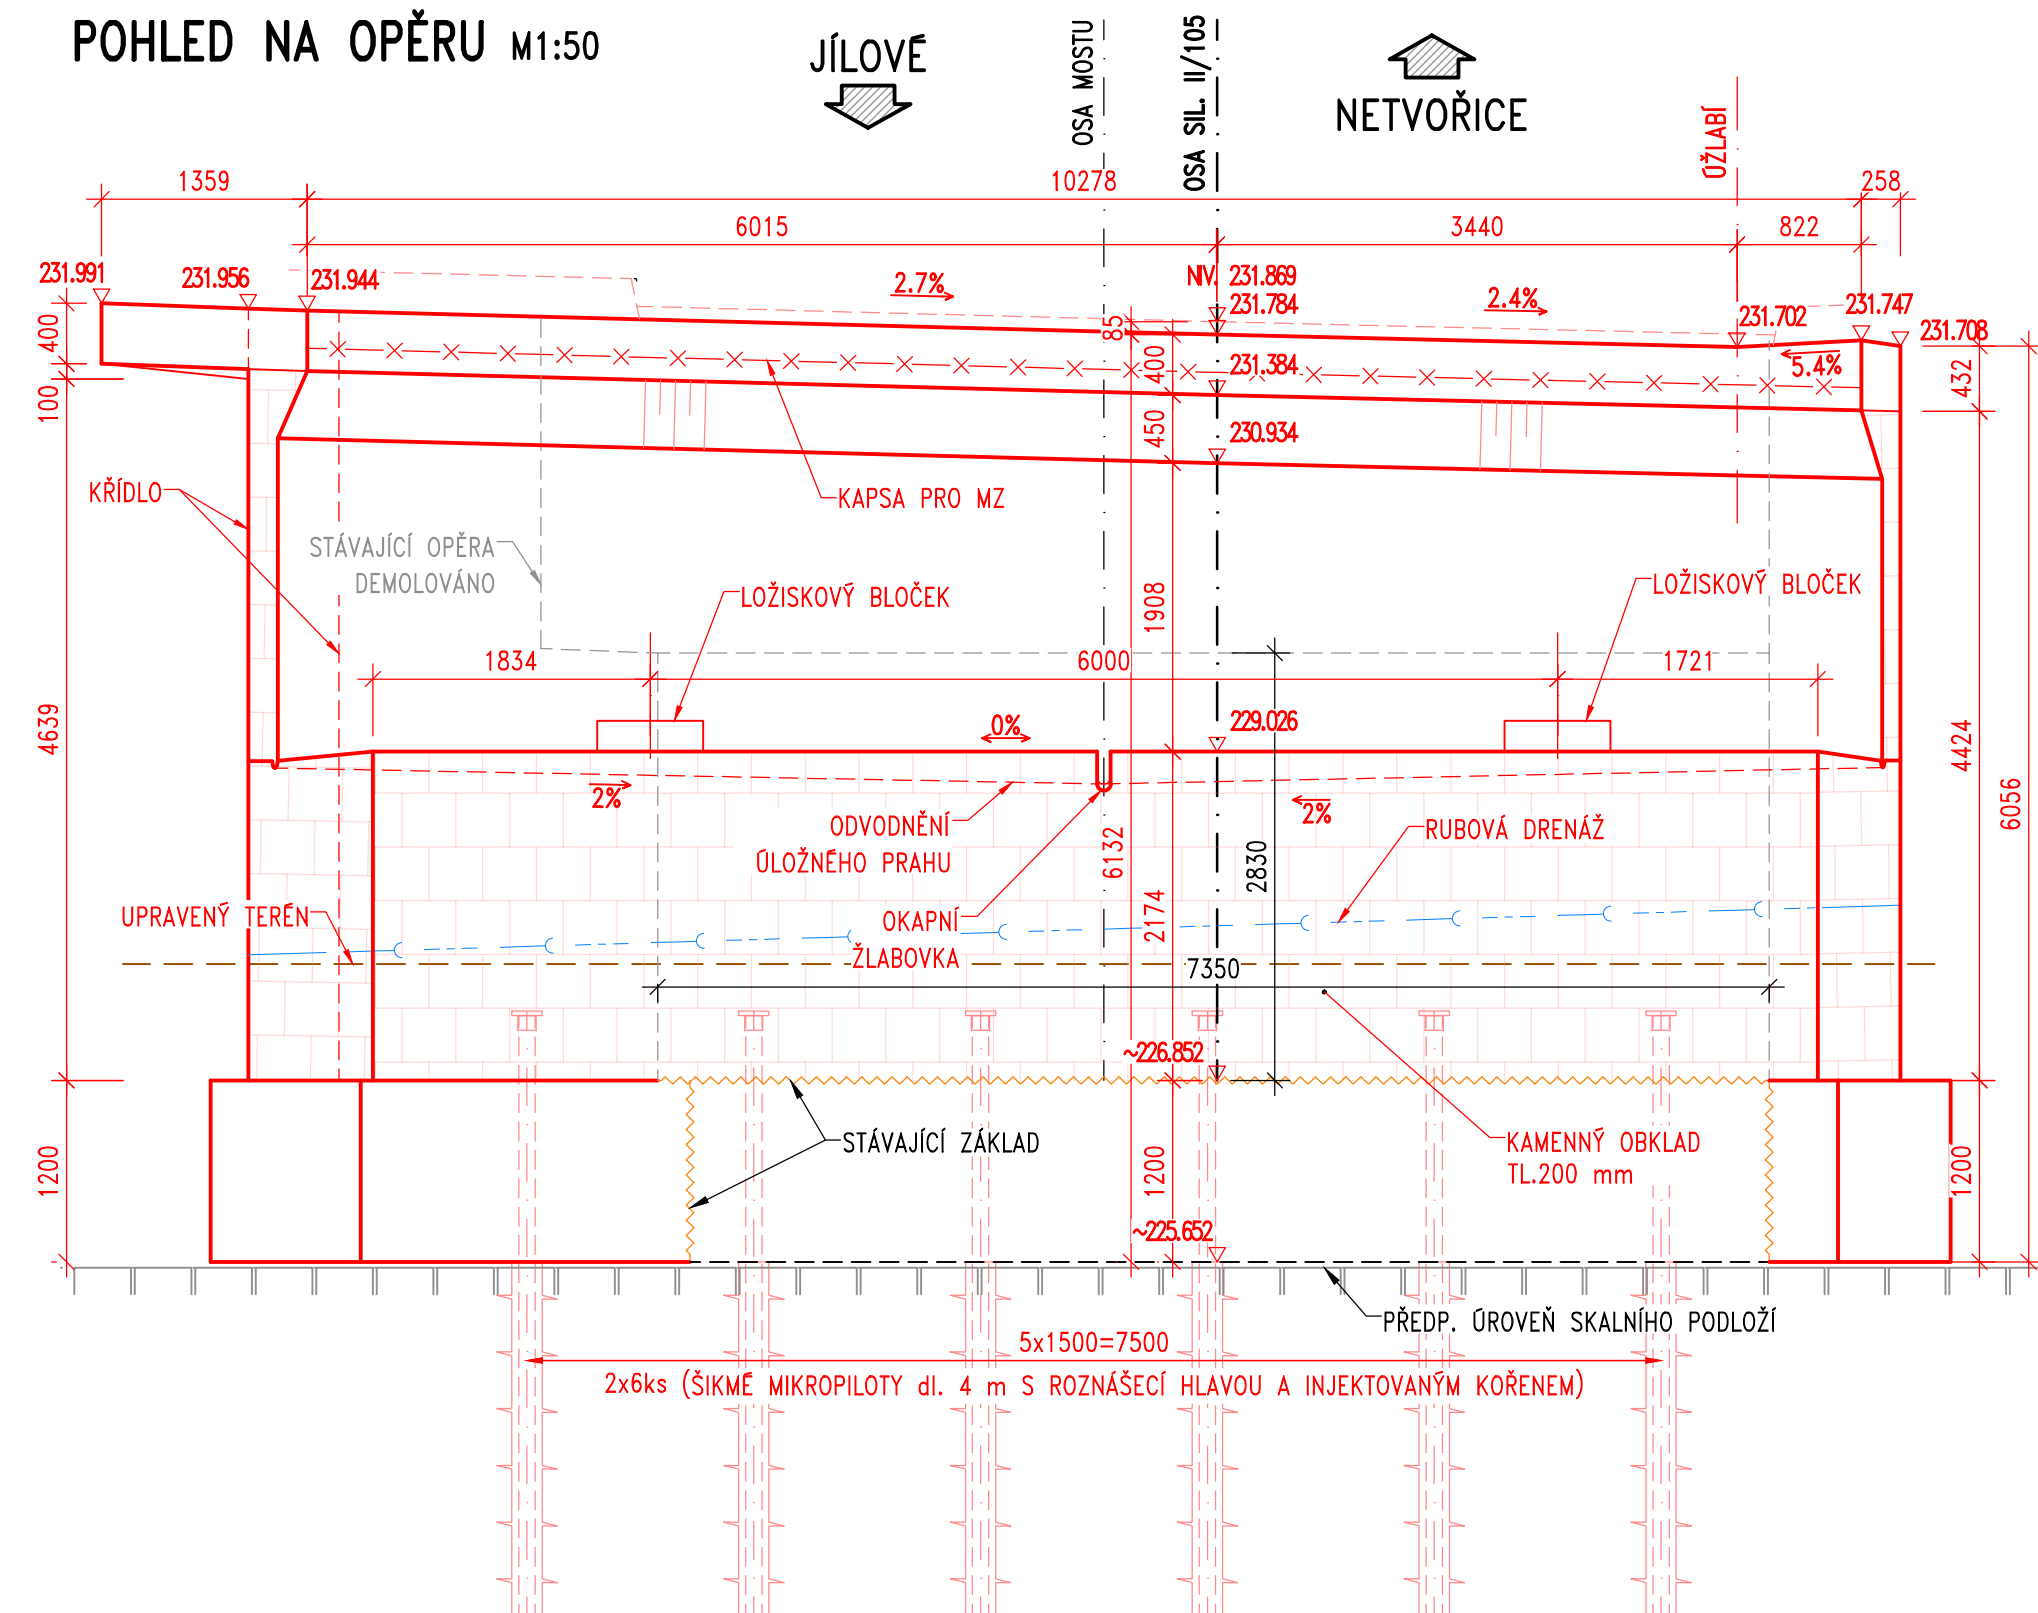 POHLED NA OPĚRU M1:50
JÍLOVÉ
NETVOŘICE
OSA MOSTU
OSA SIL. II/105
ÚŽLABÍ
1359
10278
258
6015
3440
822
231.991
231.956
231.944
2.7%
NIV. 231.869
231.784
2.4%
231.702
231.747
231.708
5.4%
85
400
400
100
231.384
432
450
230.934
KŘÍDLO
KAPSA PRO MZ
STÁVAJÍCÍ OPĚRA
DEMOLOVÁNO
LOŽISKOVÝ BLOČEK
LOŽISKOVÝ BLOČEK
1908
1834
6000
1721
4639
0%
229.026
4424
6056
2%
2%
ODVODNĚNÍ
ÚLOŽNÉHO PRAHU
6132
2830
RUBOVÁ DRENÁŽ
UPRAVENÝ TERÉN
OKAPNÍ
ŽLABOVKA
2174
7350
~226.852
STÁVAJÍCÍ ZÁKLAD
KAMENNÝ OBKLAD
TL.200 mm
1200
1200
1200
~225.652
PŘEDP. ÚROVEŇ SKALNÍHO PODLOŽÍ
5x1500=7500
2x6ks (ŠIKMÉ MIKROPILOTY dl. 4 m S ROZNÁŠECÍ HLAVOU A INJEKTOVANÝM KOŘENEM)